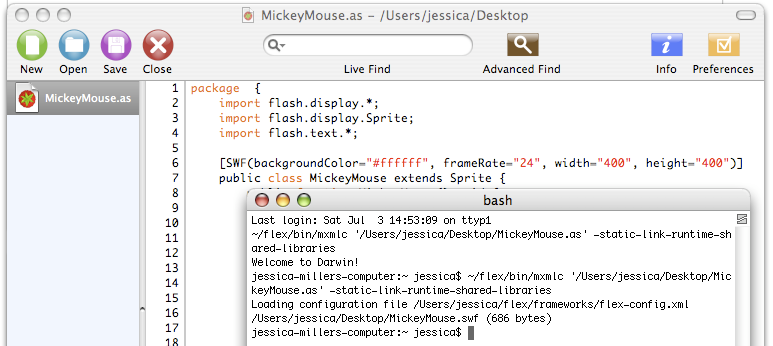 MickeyMouse.as – /Users/jessica/Desktop
New Open Save Close Live Find Advanced Find Info Preferences
MickeyMouse.as
1 package {
2 import flash.display.*;
3 import flash.display.Sprite;
4 import flash.text.*;
5
6 [SWF(backgroundColor="#ffffff", frameRate="24", width="400", height="400")]
7 public class MickeyMouse extends Sprite {
8
9
10
11
12
13
14
15
16
17
18
bash
Last login: Sat Jul 3 14:53:09 on ttyp1
~/flex/bin/mxmlc '/Users/jessica/Desktop/MickeyMouse.as' -static-link-runtime-sh
ared-libraries
Welcome to Darwin!
jessica-millers-computer:~ jessica$ ~/flex/bin/mxmlc '/Users/jessica/Desktop/Mic
keyMouse.as' -static-link-runtime-shared-libraries
Loading configuration file /Users/jessica/flex/frameworks/flex-config.xml
/Users/jessica/Desktop/MickeyMouse.swf (686 bytes)
jessica-millers-computer:~ jessica$